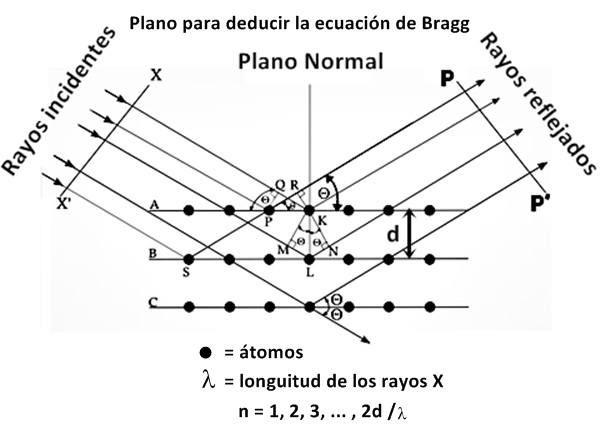 Plano para deducir la ecuación de Bragg
Rayos incidentes
Plano Normal
Rayos reflejados
X
P
X'
P'
Q R
Θ
Θ
A
P
K
d
M
Θ
Θ
N
B
S
L
C
Θ
Θ
= átomos
λ = longuitud de los rayos X
n = 1, 2, 3, ... , 2d /λ